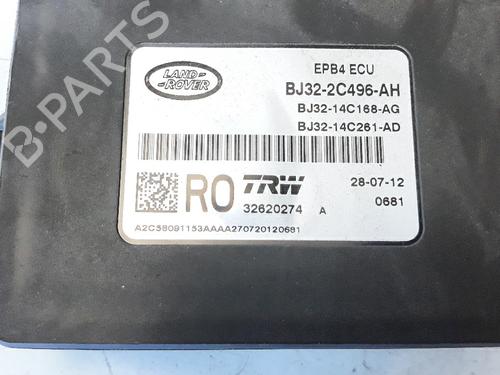 B-PARTS
LAND-
-ROVER
EPB4 ECU
BJ32-2C496-AH
BJ32-14C168-AG
BJ32-14C261-AD
RO TRW 28-07-12
32620274 A 0681
A2C58091153AAAA270720120681